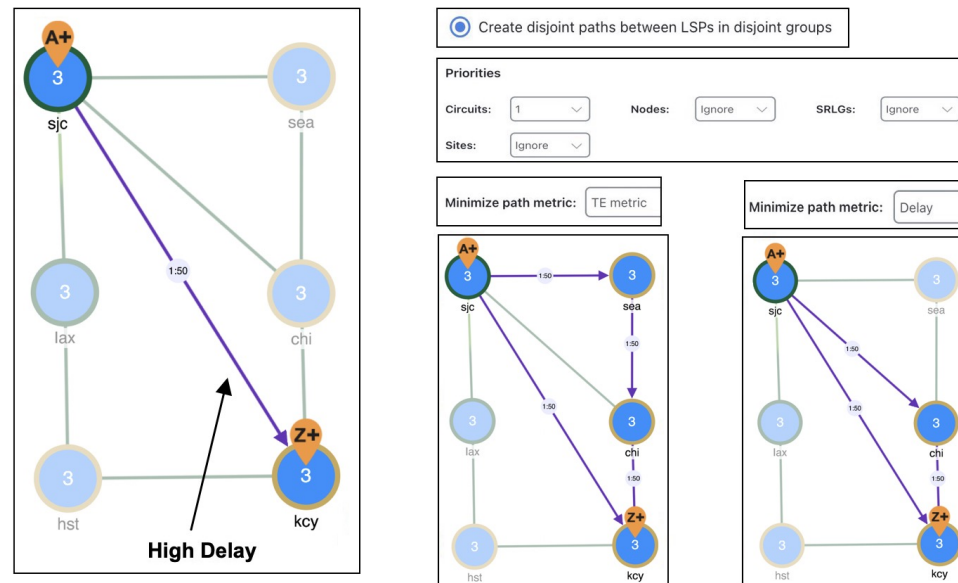 A+
3
sjc
3
sea
1:50
3
lax
3
chi
3
hst
Z+
3
kcy
High Delay
Create disjoint paths between LSPs in disjoint groups
Priorities
Circuits: 1 Nodes: Ignore SRLGs: Ignore
Sites: Ignore
Minimize path metric: TE metric
A+
3
sjc
1:50
3
sea
1:50
1:50
3
lax
3
chi
1:50
3
hst
Z+
3
kcy
Minimize path metric: Delay
A+
3
sjc
3
sea
1:50
1:50
3
lax
3
chi
1:50
3
hst
Z+
3
kcy